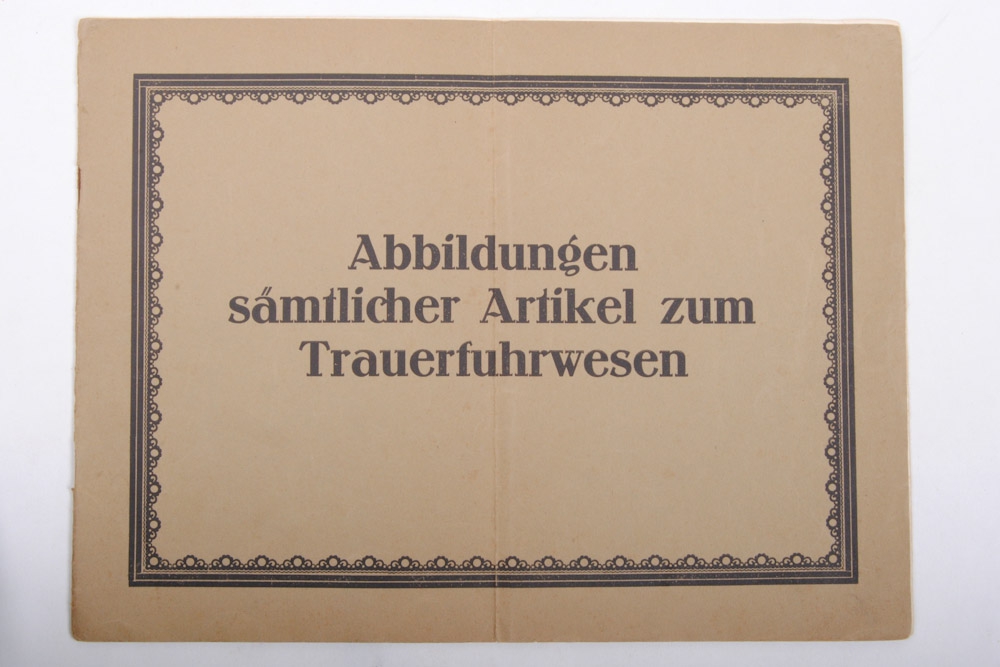 Abbildungen
sämtlicher Artikel zum
Trauerfuhrwesen